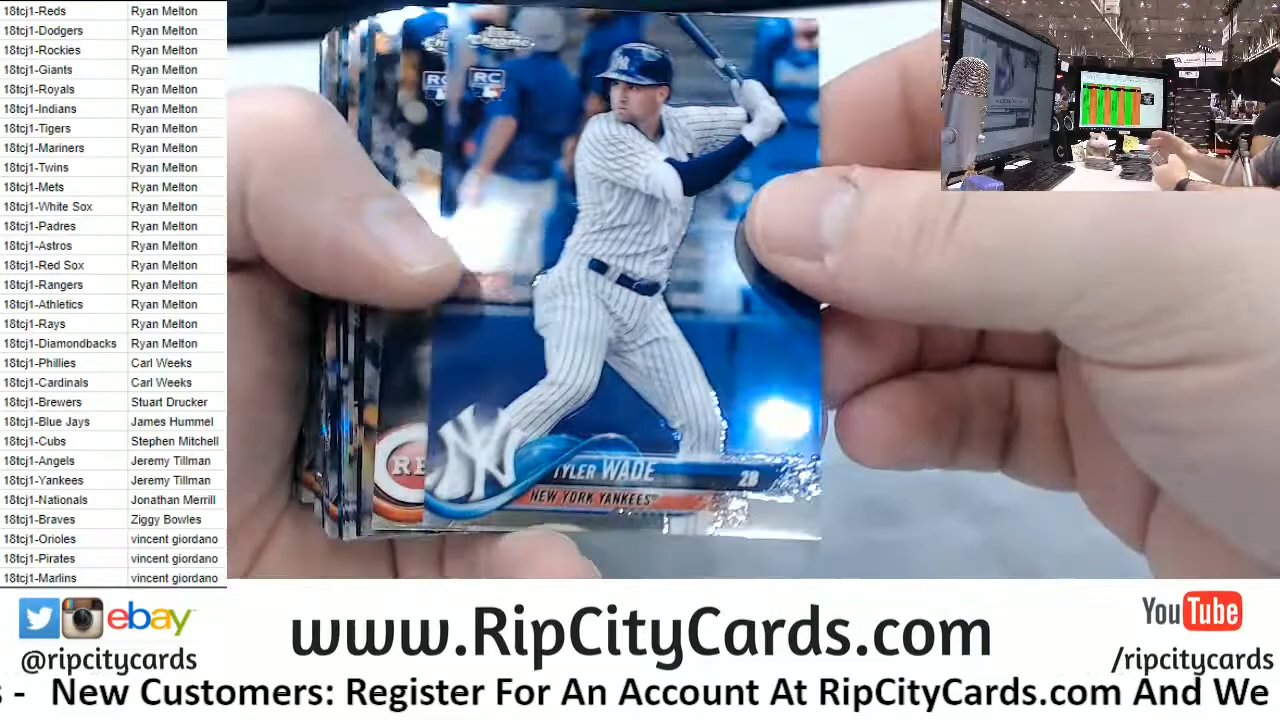 18tcj1-Reds Ryan Melton
18tcj1-Dodgers Ryan Melton
18tcj1-Rockies Ryan Melton
18tcj1-Giants Ryan Melton
18tcj1-Royals Ryan Melton
18tcj1-Indians Ryan Melton
18tcj1-Tigers Ryan Melton
18tcj1-Mariners Ryan Melton
18tcj1-Twins Ryan Melton
18tcj1-Mets Ryan Melton
18tcj1-White Sox Ryan Melton
18tcj1-Padres Ryan Melton
18tcj1-Astros Ryan Melton
18tcj1-Red Sox Ryan Melton
18tcj1-Rangers Ryan Melton
18tcj1-Athletics Ryan Melton
18tcj1-Rays Ryan Melton
18tcj1-Diamondbacks Ryan Melton
18tcj1-Phillies Carl Weeks
18tcj1-Cardinals Carl Weeks
18tcj1-Brewers Stuart Drucker
18tcj1-Blue Jays James Hummel
18tcj1-Cubs Stephen Mitchell
18tcj1-Angels Jeremy Tillman
18tcj1-Yankees Jeremy Tillman
18tcj1-Nationals Jonathan Merrill
18tcj1-Braves Ziggy Bowles
18tcj1-Orioles vincent giordano
18tcj1-Pirates vincent giordano
18tcj1-Marlins vincent giordano
Chrome
RC
RC
NY
RE
TYLER WADE 2B
NEW YORK YANKEES
ebay
@ripcitycards
www.RipCityCards.com
YouTube
/ripcitycards
s - New Customers: Register For An Account At RipCityCards.com And We